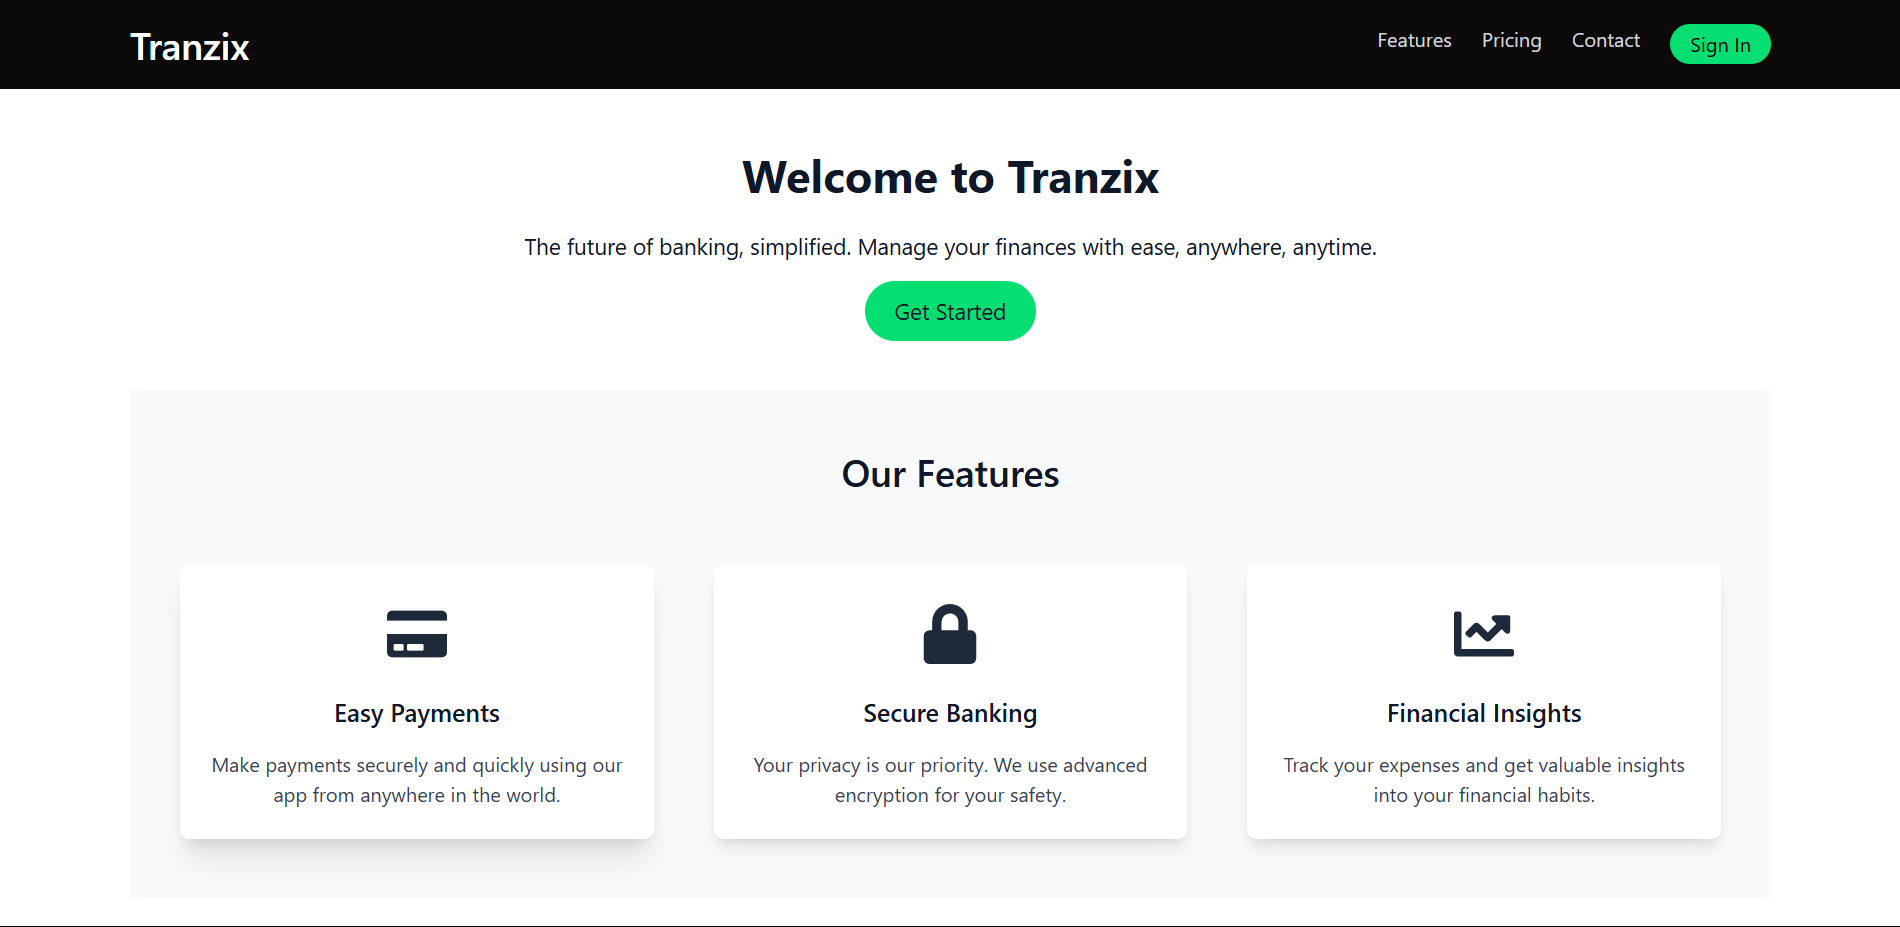 Tranzix
Features
Pricing
Contact
Sign In
Welcome to Tranzix
The future of banking, simplified. Manage your finances with ease, anywhere, anytime.
Get Started
Our Features
Easy Payments
Make payments securely and quickly using our
app from anywhere in the world.
Secure Banking
Your privacy is our priority. We use advanced
encryption for your safety.
Financial Insights
Track your expenses and get valuable insights
into your financial habits.